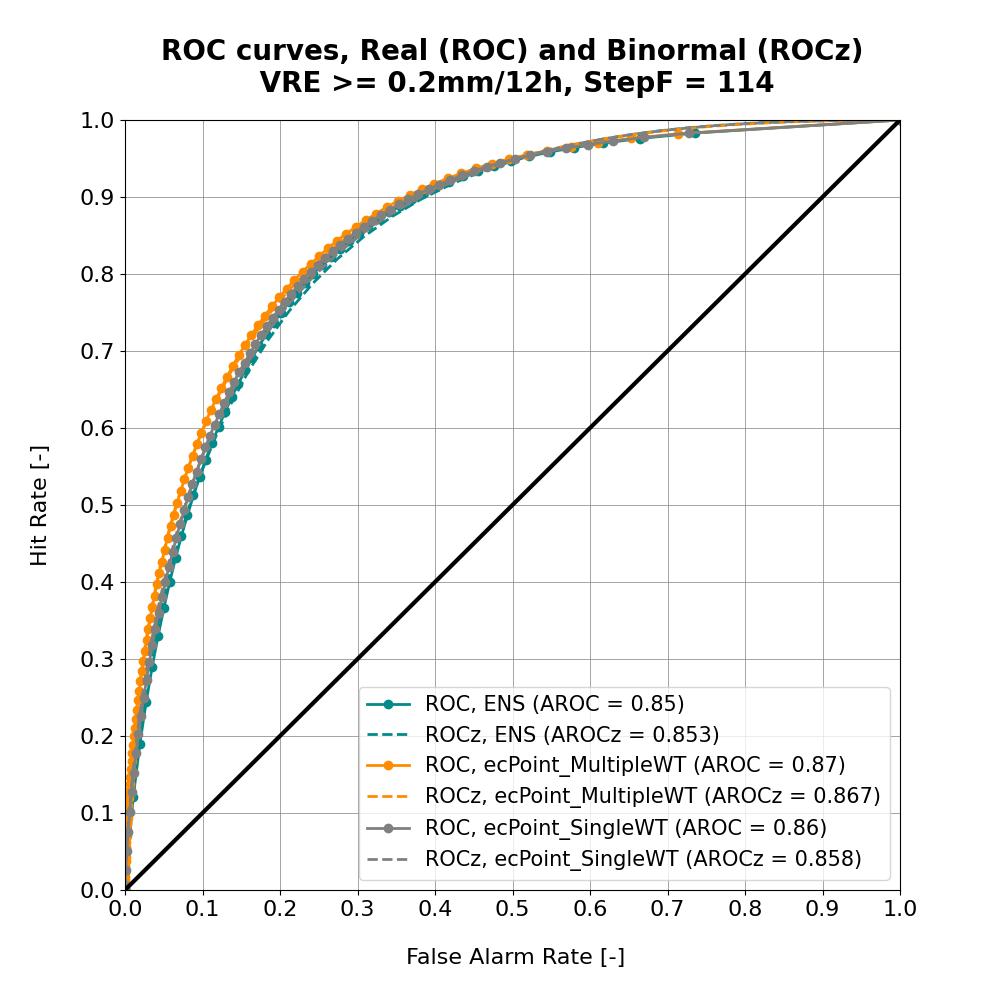 ROC curves, Real (ROC) and Binormal (ROCz)
VRE >= 0.2mm/12h, StepF = 114
1.0
0.9
0.8
0.7
0.6
0.5
0.4
0.3
0.2
0.1
0.0
Hit Rate [-]
ROC, ENS (AROC = 0.85)
ROCz, ENS (AROCz = 0.853)
ROC, ecPoint_MultipleWT (AROC = 0.87)
ROCz, ecPoint_MultipleWT (AROCz = 0.867)
ROC, ecPoint_SingleWT (AROC = 0.86)
ROCz, ecPoint_SingleWT (AROCz = 0.858)
0.0 0.1 0.2 0.3 0.4 0.5 0.6 0.7 0.8 0.9 1.0
False Alarm Rate [-]